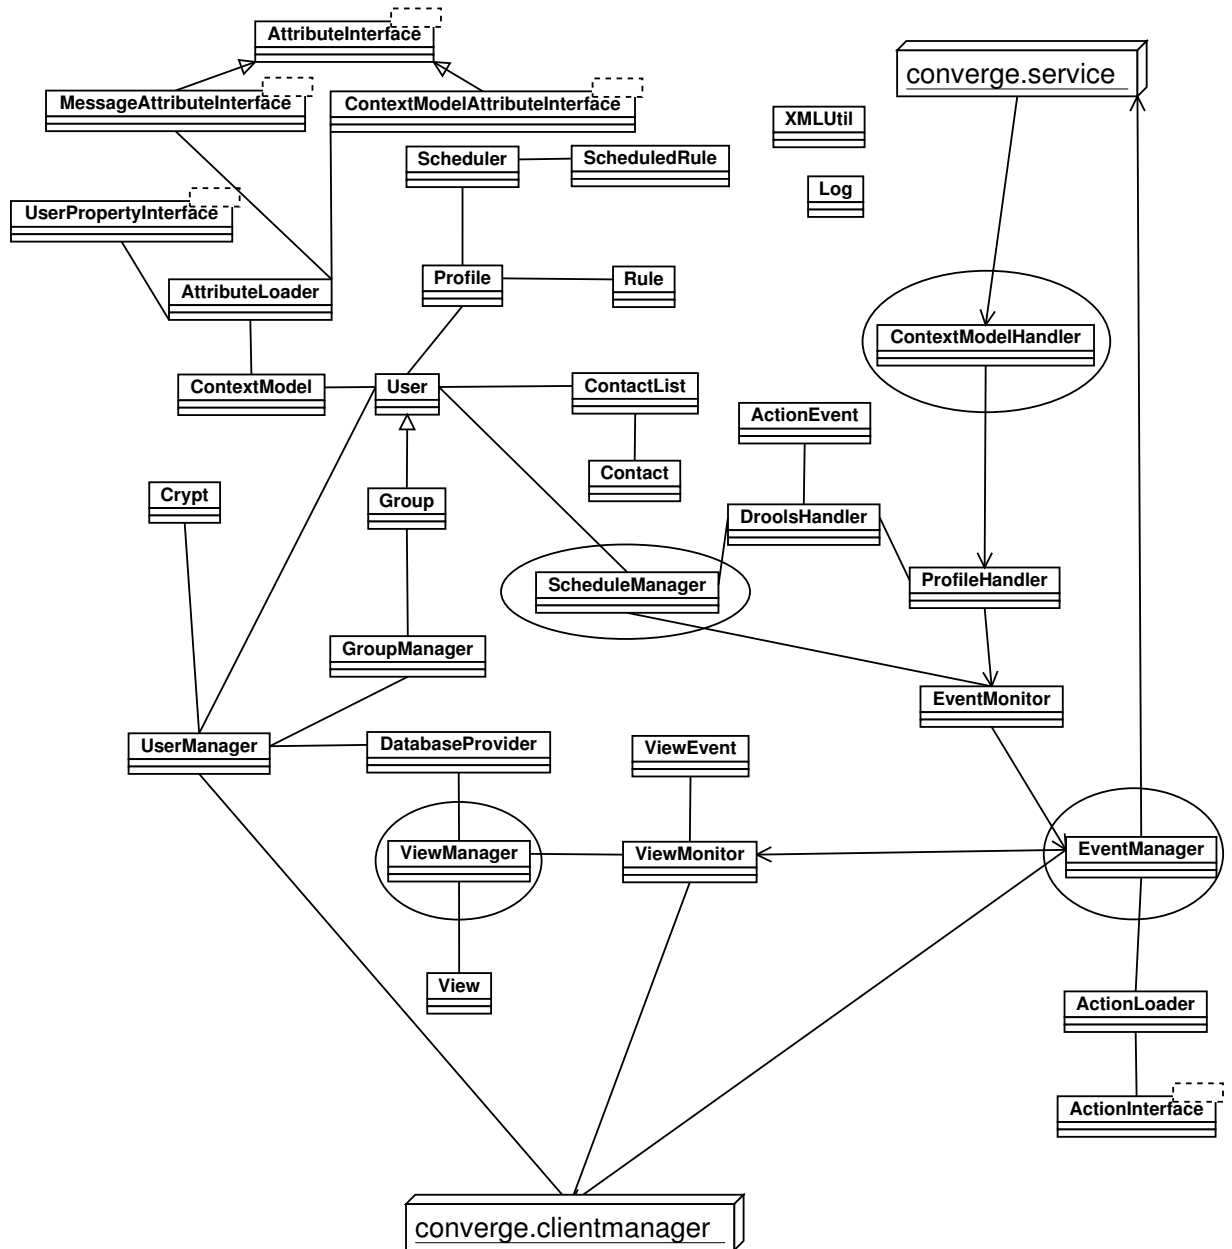 AttributeInterface
converge.service
MessageAttributeInterface
ContextModelAttributeInterface
XMLUtil
Scheduler
ScheduledRule
Log
UserPropertyInterface
AttributeLoader
Profile
Rule
ContextModelHandler
ContextModel
User
ContactList
ActionEvent
Contact
Crypt
Group
DroolsHandler
ScheduleManager
ProfileHandler
GroupManager
EventMonitor
UserManager
DatabaseProvider
ViewEvent
ViewManager
ViewMonitor
EventManager
View
ActionLoader
ActionInterface
converge.clientmanager